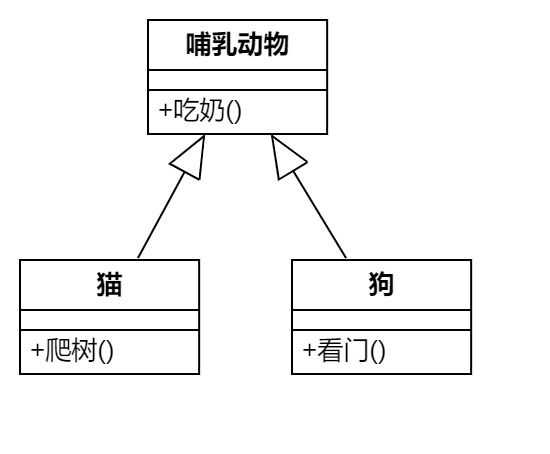 哺乳动物
+吃奶()
猫
狗
+爬树()
+看门()